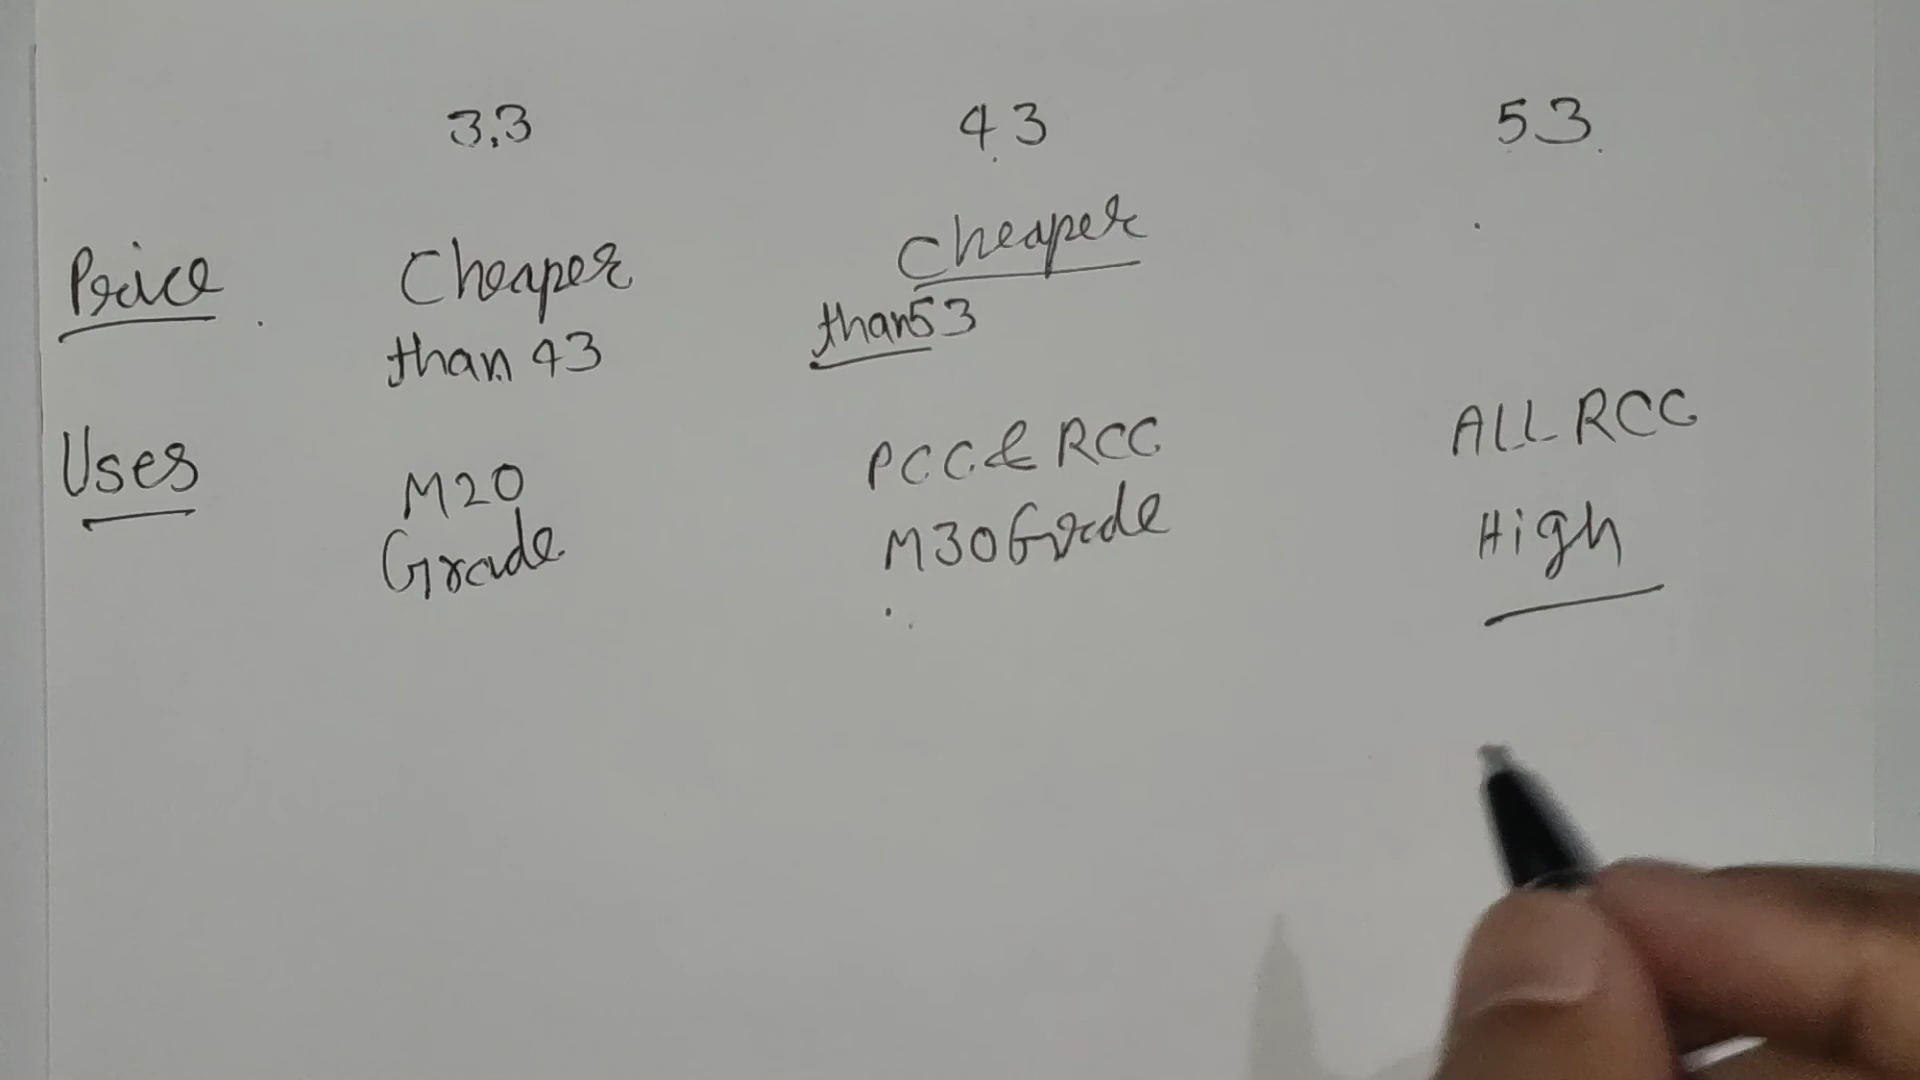 33 43 53
Price Cheaper Cheaper
than 43 than 53
Uses M20 PCC & RCC ALL RCC
Grade M30 Grade High